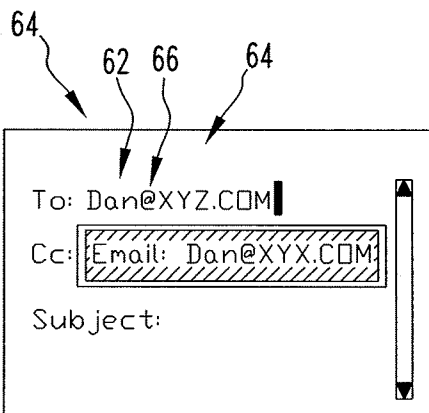 64
62 66 64
To: Dan@XYZ.COM
Cc: Email: Dan@XYX.COM
Subject: